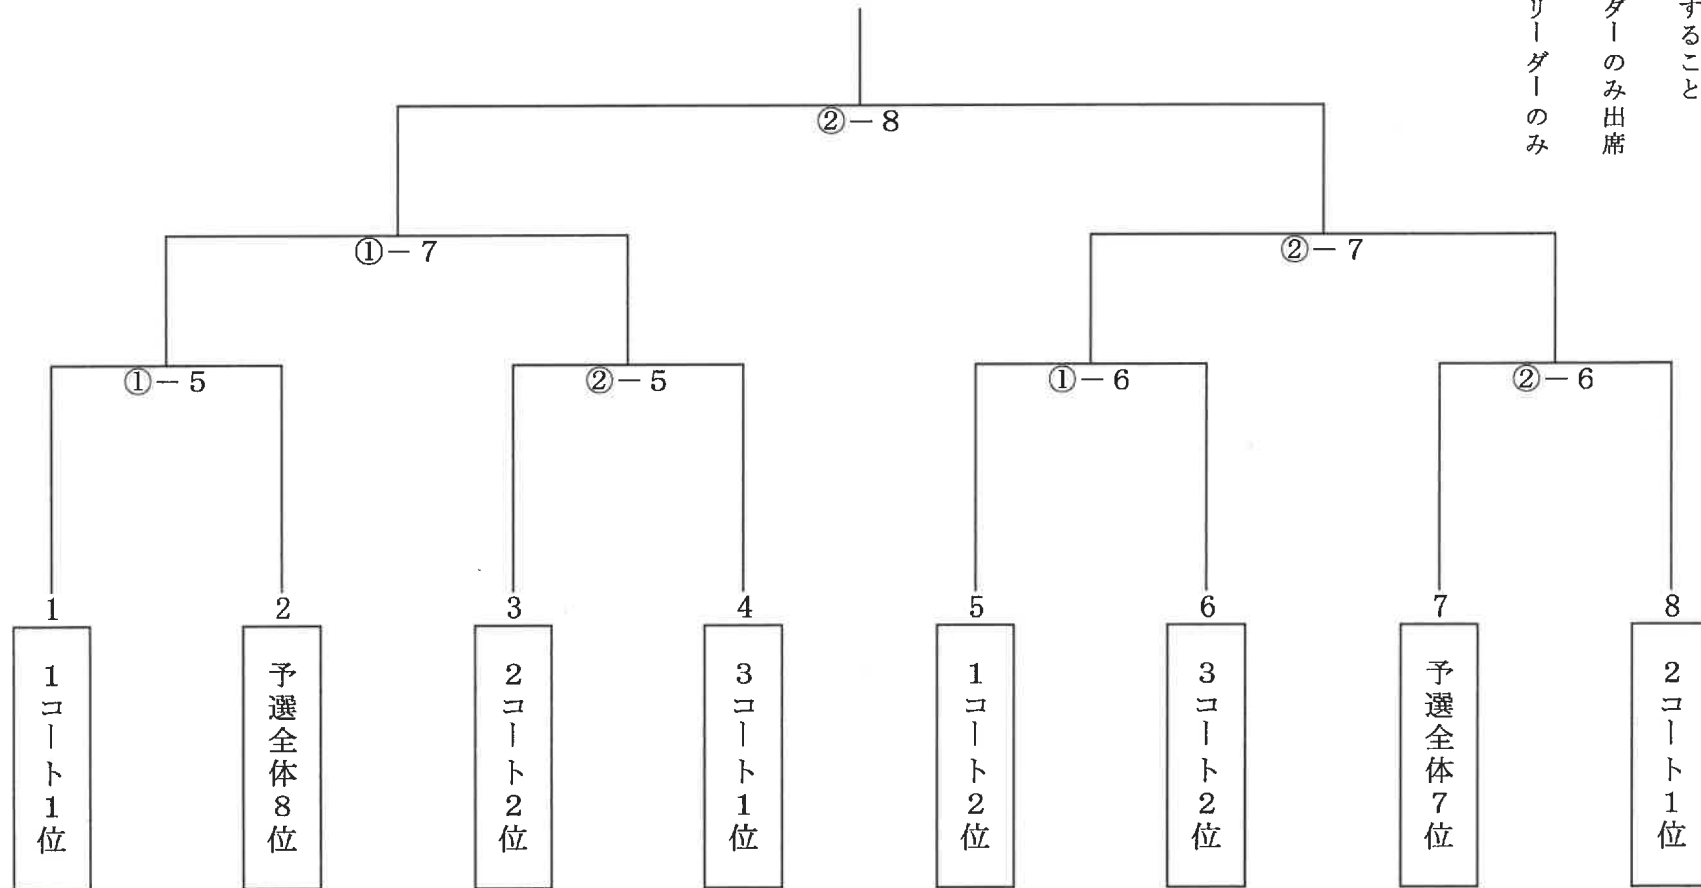 すること
ダーのみ出席
リーダーのみ
②－8
①－7
②－7
①－5
②－5
①－6
②－6
1
2
3
4
5
6
7
8
1コート1位
予選全体8位
2コート2位
3コート1位
1コート2位
3コート2位
予選全体7位
2コート1位